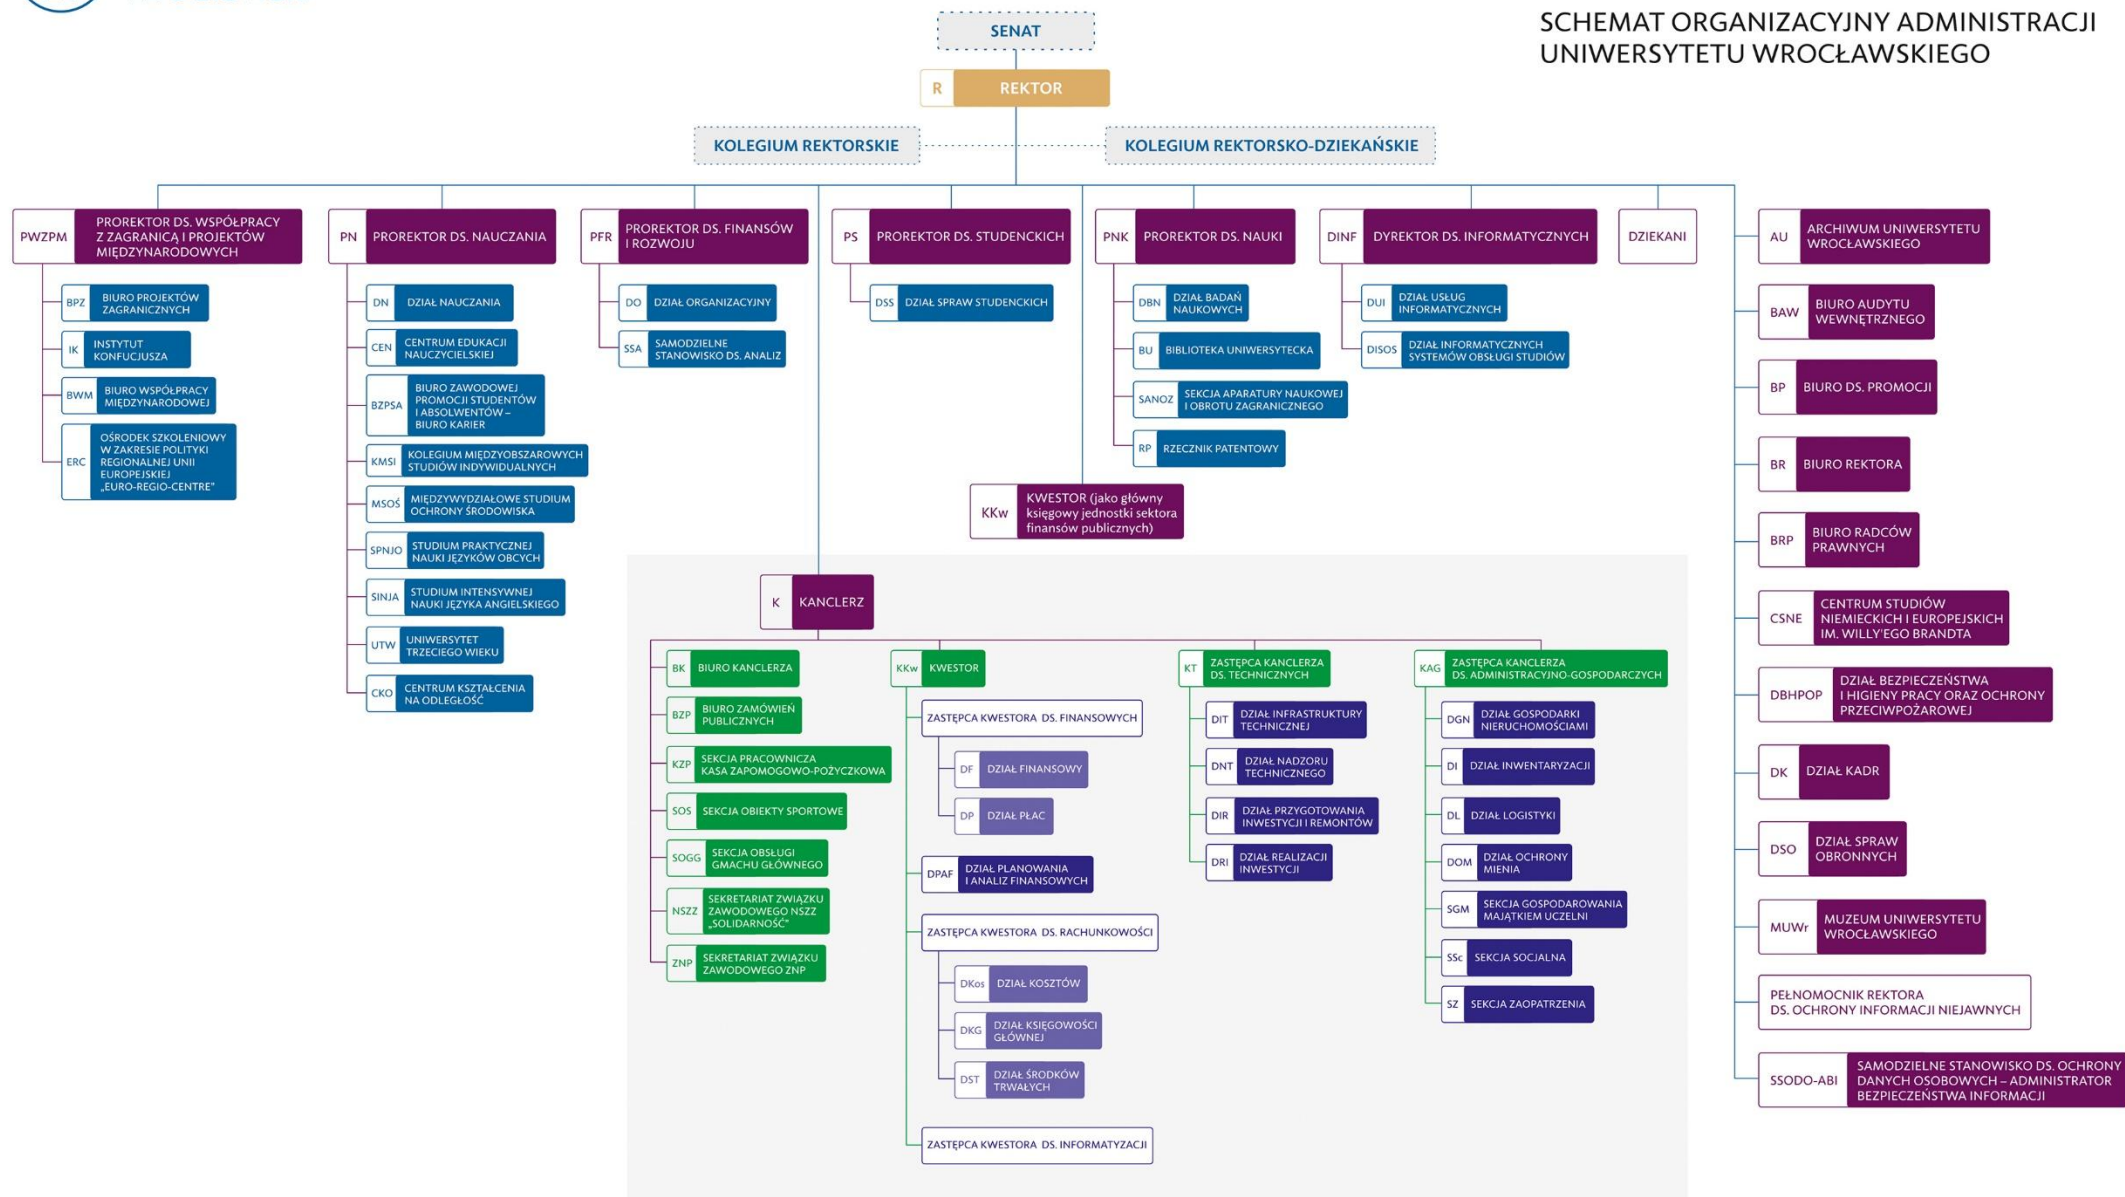 SCHEMAT ORGANIZACYJNY ADMINISTRACJI
UNIWERSYTETU WROCŁAWSKIEGO
SENAT
R
REKTOR
KOLEGIUM REKTORSKIE
KOLEGIUM REKTORSKO-DZIEKAŃSKIE
PWZPM
PROREKTOR DS. WSPÓŁPRACY
Z ZAGRANICĄ I PROJEKTÓW
MIĘDZYNARODOWYCH
BPZ
BIURO PROJEKTÓW
ZAGRANICZNYCH
IK
INSTYTUT
KONFUCJUSZA
BWM
BIURO WSPÓŁPRACY
MIĘDZYNARODOWEJ
ERC
OŚRODEK SZKOLENIOWY
W ZAKRESIE POLITYKI
REGIONALNEJ UNII
EUROPEJSKIEJ
„EURO-REGIO-CENTRE”
PN
PROREKTOR DS. NAUCZANIA
DN
DZIAŁ NAUCZANIA
CEN
CENTRUM EDUKACJI
NAUCZYCIELSKIEJ
BZPSA
BIURO ZAWODOWEJ
PROMOCJI STUDENTÓW
I ABSOLWENTÓW –
BIURO KARIER
KMSI
KOLEGIUM MIĘDZYOBSZAROWYCH
STUDIÓW INDYWIDUALNYCH
MSOŚ
MIĘDZYWYDZIAŁOWE STUDIUM
OCHRONY ŚRODOWISKA
SPNJO
STUDIUM PRAKTYCZNEJ
NAUKI JĘZYKÓW OBCYCH
SINJA
STUDIUM INTENSYWNEJ
NAUKI JĘZYKA ANGIELSKIEGO
UTW
UNIWERSYTET
TRZECIEGO WIEKU
CKO
CENTRUM KSZTAŁCENIA
NA ODLEGŁOŚĆ
PFR
PROREKTOR DS. FINANSÓW
I ROZWOJU
DO
DZIAŁ ORGANIZACYJNY
SSA
SAMODZIELNE
STANOWISKO DS. ANALIZ
PS
PROREKTOR DS. STUDENCKICH
DSS
DZIAŁ SPRAW STUDENCKICH
PNK
PROREKTOR DS. NAUKI
DBN
DZIAŁ BADAŃ
NAUKOWYCH
BU
BIBLIOTEKA UNIWERSYTECKA
SANOZ
SEKCJA APARATURY NAUKOWEJ
I OBROTU ZAGRANICZNEGO
RP
RZECZNIK PATENTOWY
DINF
DYREKTOR DS. INFORMATYCZNYCH
DUI
DZIAŁ USŁUG
INFORMATYCZNYCH
DISOS
DZIAŁ INFORMATYCZNYCH
SYSTEMÓW OBSŁUGI STUDIÓW
DZIEKANI
KKw
KWESTOR (jako główny
księgowy jednostki sektora
finansów publicznych)
K
KANCLERZ
BK
BIURO KANCLERZA
BZP
BIURO ZAMÓWIEŃ
PUBLICZNYCH
KZP
SEKCJA PRACOWNICZA
KASA ZAPOMOGOWO-POŻYCZKOWA
SOS
SEKCJA OBIEKTY SPORTOWE
SOGG
SEKCJA OBSŁUGI
GMACHU GŁÓWNEGO
NSZZ
SEKRETARIAT ZWIĄZKU
ZAWODOWEGO NSZZ
„SOLIDARNOŚĆ”
ZNP
SEKRETARIAT ZWIĄZKU
ZAWODOWEGO ZNP
KKw
KWESTOR
ZASTĘPCA KWESTORA DS. FINANSOWYCH
DF
DZIAŁ FINANSOWY
DP
DZIAŁ PŁAC
DPAF
DZIAŁ PLANOWANIA
I ANALIZ FINANSOWYCH
ZASTĘPCA KWESTORA DS. RACHUNKOWOŚCI
DKos
DZIAŁ KOSZTÓW
DKG
DZIAŁ KSIĘGOWOŚCI
GŁÓWNEJ
DST
DZIAŁ ŚRODKÓW
TRWAŁYCH
ZASTĘPCA KWESTORA DS. INFORMATYZACJI
KT
ZASTĘPCA KANCLERZA
DS. TECHNICZNYCH
DIT
DZIAŁ INFRASTRUKTURY
TECHNICZNEJ
DNT
DZIAŁ NADZORU
TECHNICZNEGO
DIR
DZIAŁ PRZYGOTOWANIA
INWESTYCJI I REMONTÓW
DRI
DZIAŁ REALIZACJI
INWESTYCJI
KAG
ZASTĘPCA KANCLERZA
DS. ADMINISTRACYJNO-GOSPODARCZYCH
DGN
DZIAŁ GOSPODARKI
NIERUCHOMOŚCIAMI
DI
DZIAŁ INWENTARYZACJI
DL
DZIAŁ LOGISTYKI
DOM
DZIAŁ OCHRONY
MIENIA
SGM
SEKCJA GOSPODAROWANIA
MAJĄTKIEM UCZELNI
SSc
SEKCJA SOCJALNA
SZ
SEKCJA ZAOPATRZENIA
AU
ARCHIWUM UNIWERSYTETU
WROCŁAWSKIEGO
BAW
BIURO AUDYTU
WEWNĘTRZNEGO
BP
BIURO DS. PROMOCJI
BR
BIURO REKTORA
BRP
BIURO RADCÓW
PRAWNYCH
CSNE
CENTRUM STUDIÓW
NIEMIECKICH I EUROPEJSKICH
IM. WILLY'EGO BRANDTA
DBHPOP
DZIAŁ BEZPIECZEŃSTWA
I HIGIENY PRACY ORAZ OCHRONY
PRZECIWPOŻAROWEJ
DK
DZIAŁ KADR
DSO
DZIAŁ SPRAW
OBRONNYCH
MUWr
MUZEUM UNIWERSYTETU
WROCŁAWSKIEGO
PEŁNOMOCNIK REKTORA
DS. OCHRONY INFORMACJI NIEJAWNYCH
SSODO-ABI
SAMODZIELNE STANOWISKO DS. OCHRONY
DANYCH OSOBOWYCH – ADMINISTRATOR
BEZPIECZEŃSTWA INFORMACJI